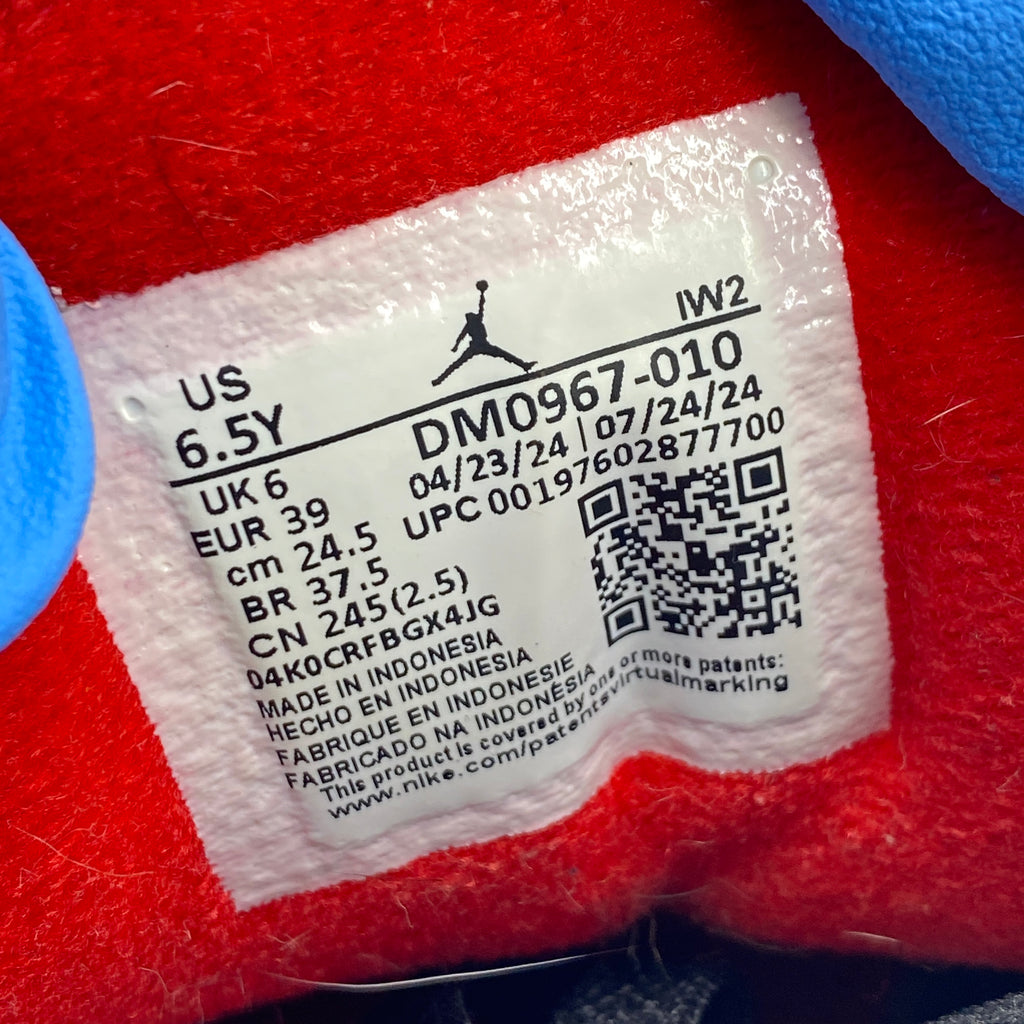 IW2
US
6.5Y
DM0967-010
04/23/24 | 07/24/24
UPC 00197602877700
UK 6
EUR 39
cm 24.5
BR 37.5
CN 245(2.5)
04K0CRFBGX4JG
MADE IN INDONESIA
HECHO EN INDONESIA
FABRIQUE EN INDONESIE
FABRICADO NA INDONÉSIA
This product is covered by one or more patents:
www.nike.com/patentsvirtualmarking